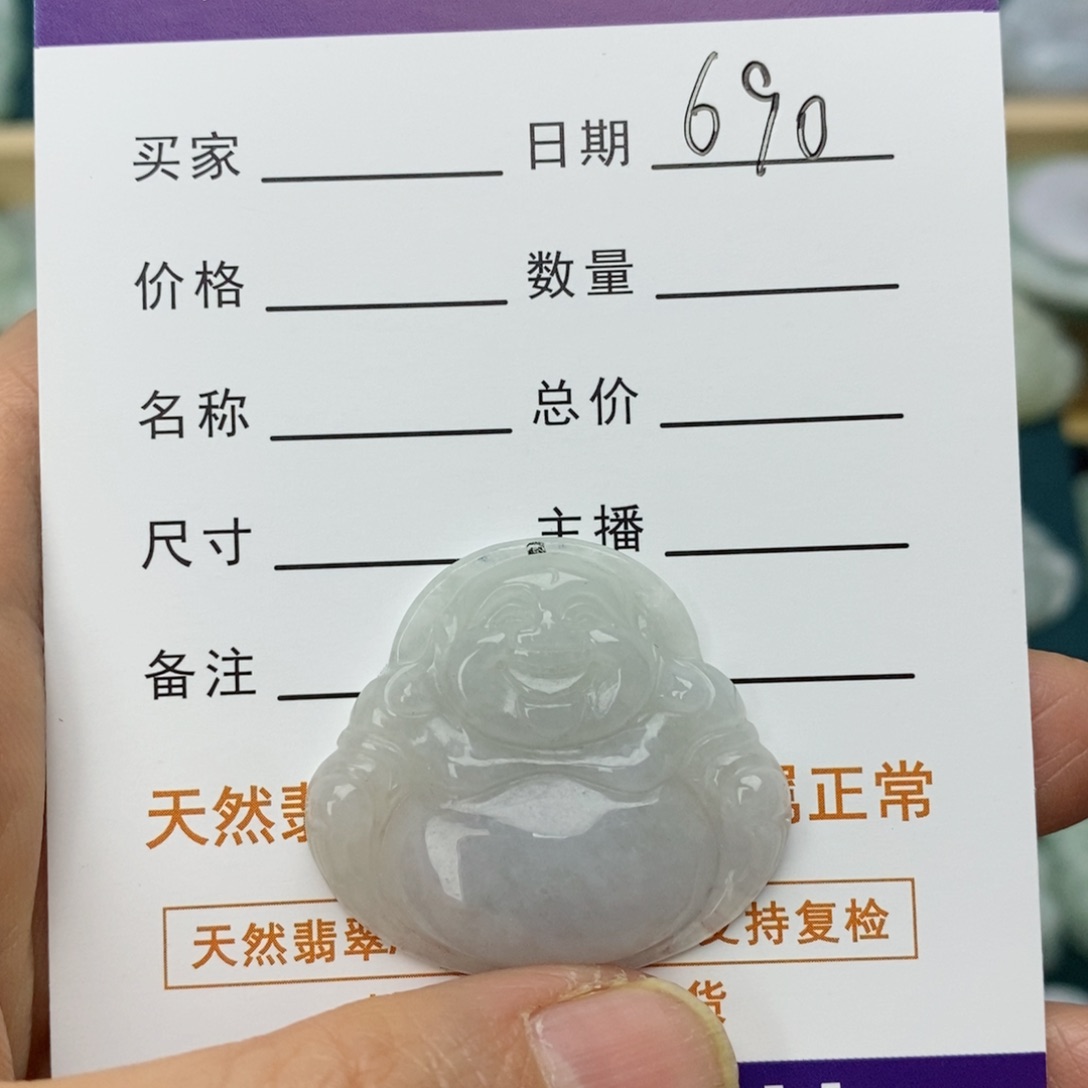 买家 日期 690
价格 数量
名称 总价
尺寸 主播
备注
天然翡 属正常
天然翡翠 支持复检
货